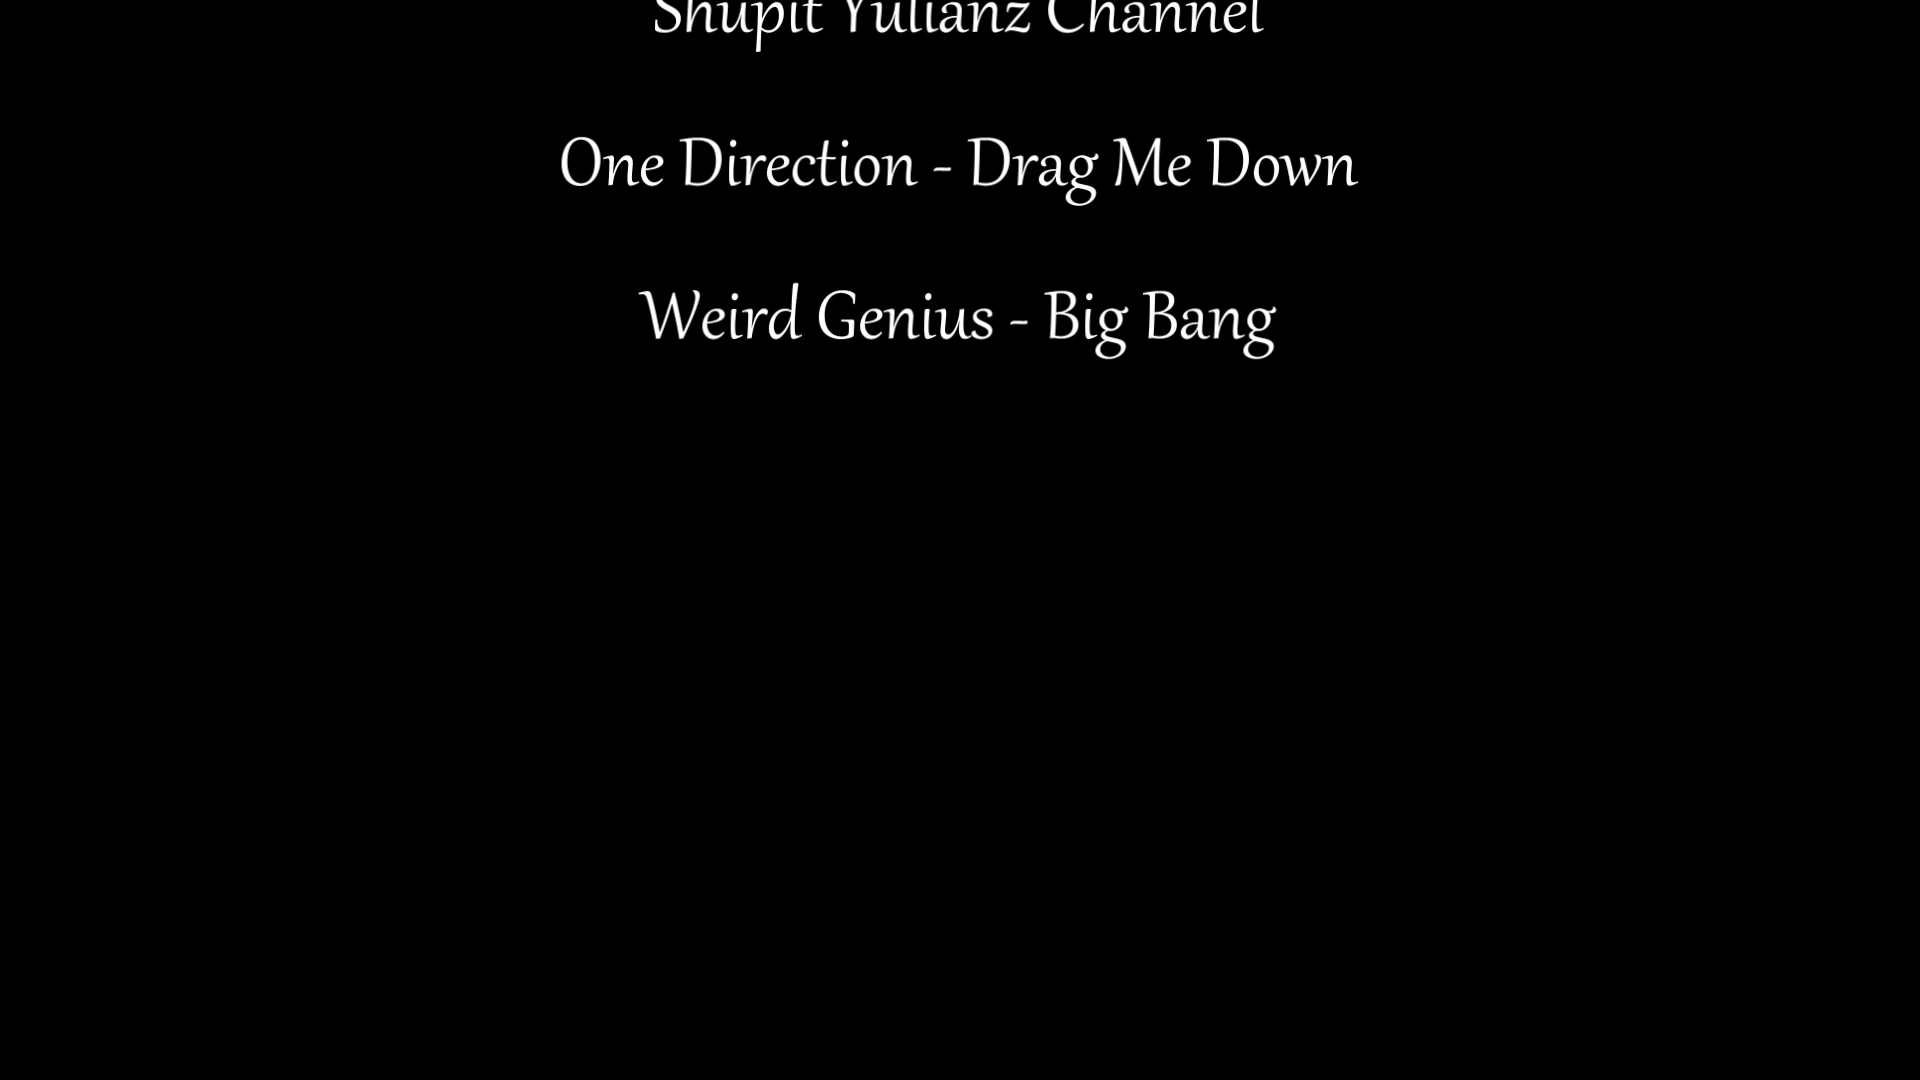 Shupit Yulianz Channel
One Direction - Drag Me Down
Weird Genius - Big Bang